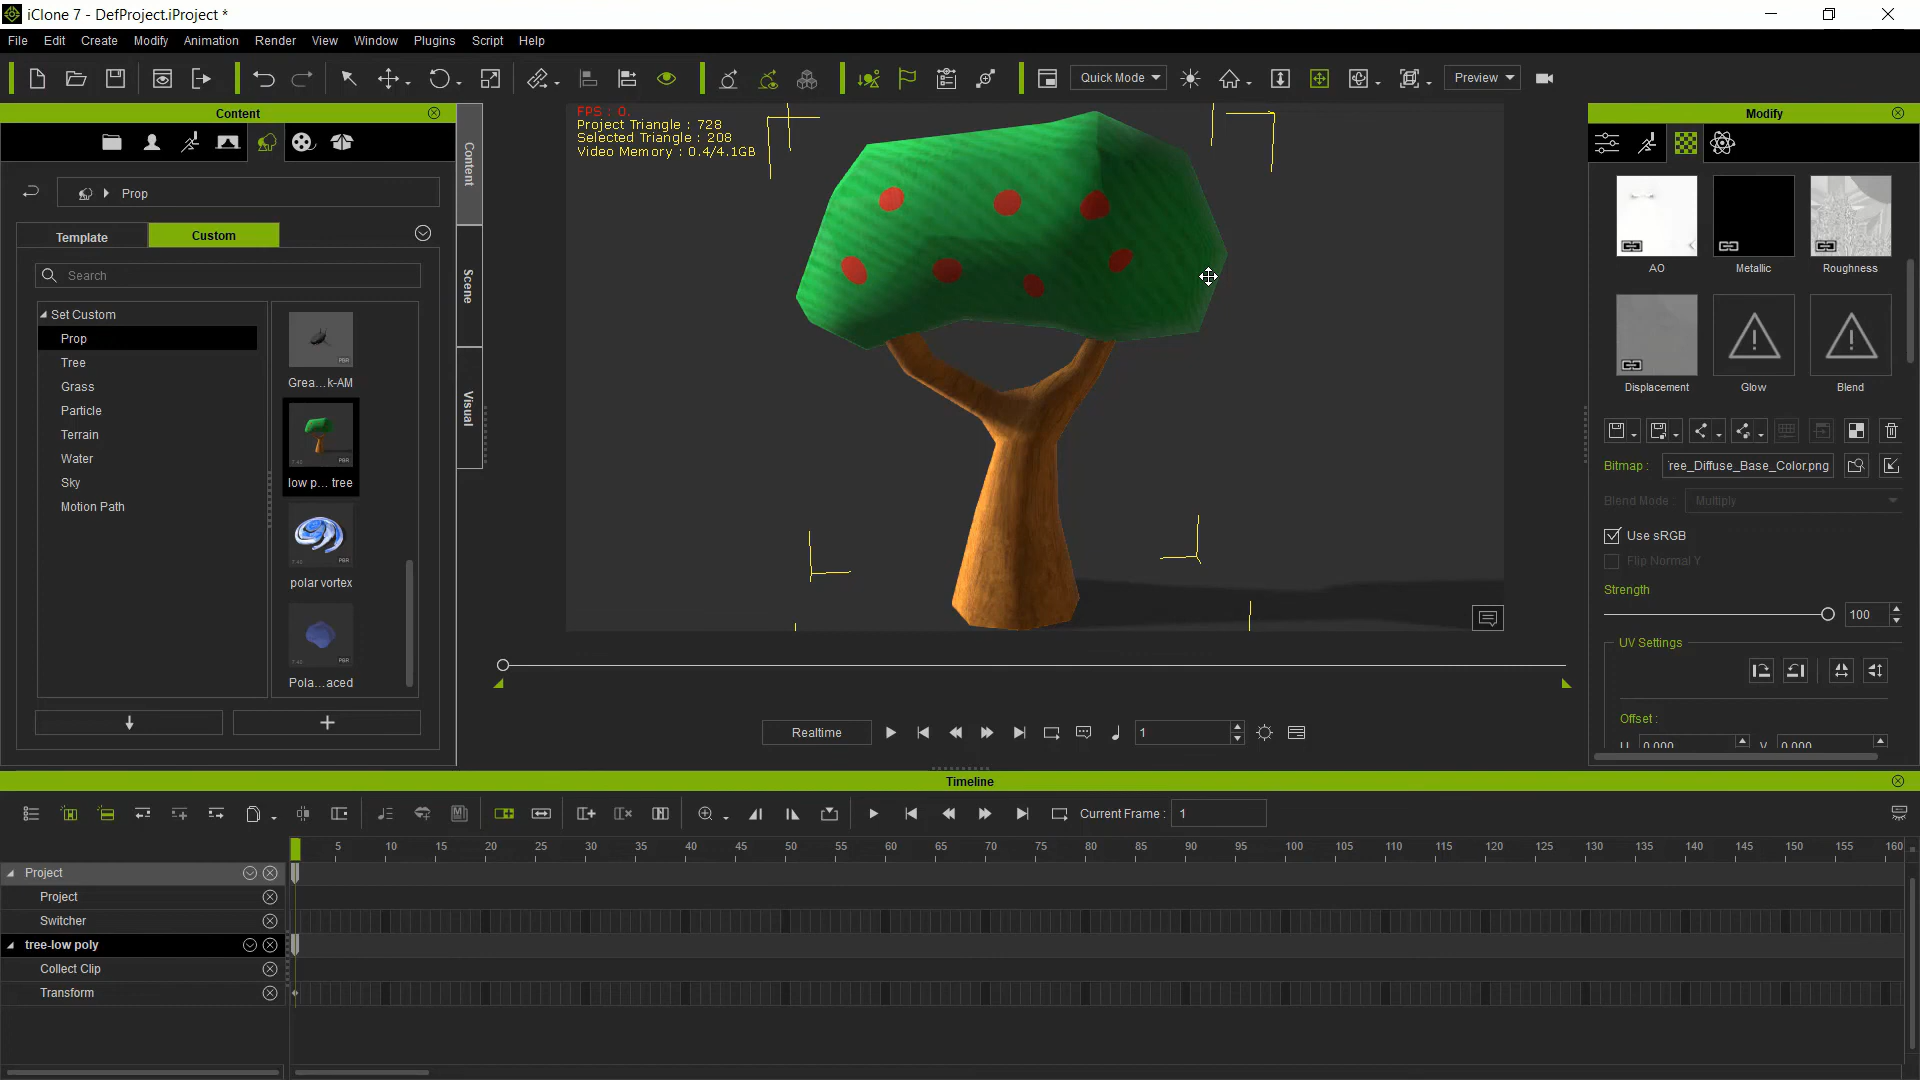 iClone 7 - DefProject.iProject *
File Edit Create Modify Animation Render View Window Plugins Script Help
Quick Mode
Preview
Content
Prop
Template
Custom
Search
Set Custom
Prop
Tree
Grass
Particle
Terrain
Water
Sky
Motion Path
Grea...k-AM
low p... tree
polar vortex
Pola...aced
Content
Scene
Visual
FPS : 0.
Project Triangle : 728
Selected Triangle : 208
Video Memory : 0.4/4.1GB
Realtime
1
Modify
AO Metallic Roughness
Displacement Glow Blend
Bitmap : ree_Diffuse_Base_Color.png
Blend Mode : Multiply
Use sRGB
Flip Normal Y
Strength
100
UV Settings
Offset :
U 0.000 V 0.000
Timeline
Current Frame : 1
5 10 15 20 25 30 35 40 45 50 55 60 65 70 75 80 85 90 95 100 105 110 115 120 125 130 135 140 145 150 155 160
Project
Project
Switcher
tree-low poly
Collect Clip
Transform